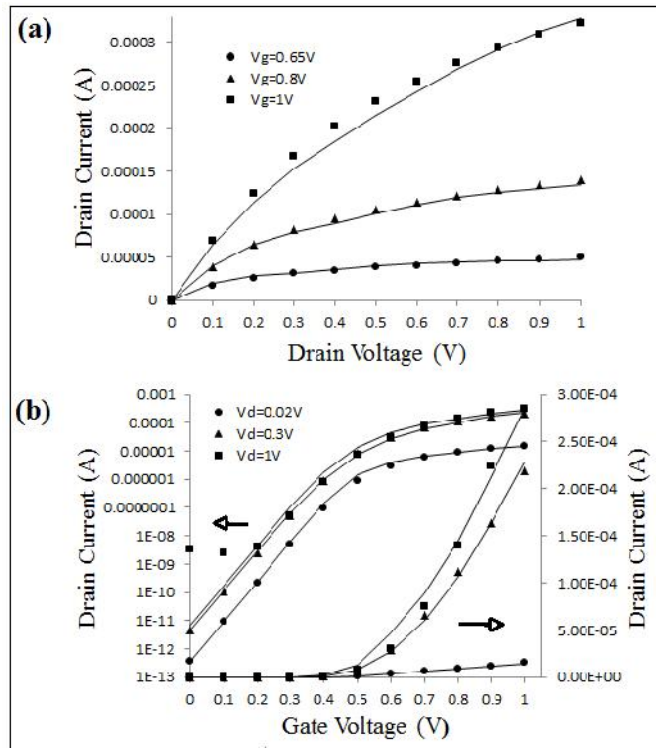 (a)
Drain Current (A)
0.0003
0.00025
0.0002
0.00015
0.0001
0.00005
0
Vg=0.65V
Vg=0.8V
Vg=1V
0 0.1 0.2 0.3 0.4 0.5 0.6 0.7 0.8 0.9 1
Drain Voltage (V)
(b)
Drain Current (A)
0.001
0.0001
0.00001
0.000001
0.0000001
1E-08
1E-09
1E-10
1E-11
1E-12
1E-13
Vd=0.02V
Vd=0.3V
Vd=1V
3.00E-04
2.50E-04
2.00E-04
1.50E-04
1.00E-04
5.00E-05
0.00E+00
Drain Current (A)
0 0.1 0.2 0.3 0.4 0.5 0.6 0.7 0.8 0.9 1
Gate Voltage (V)